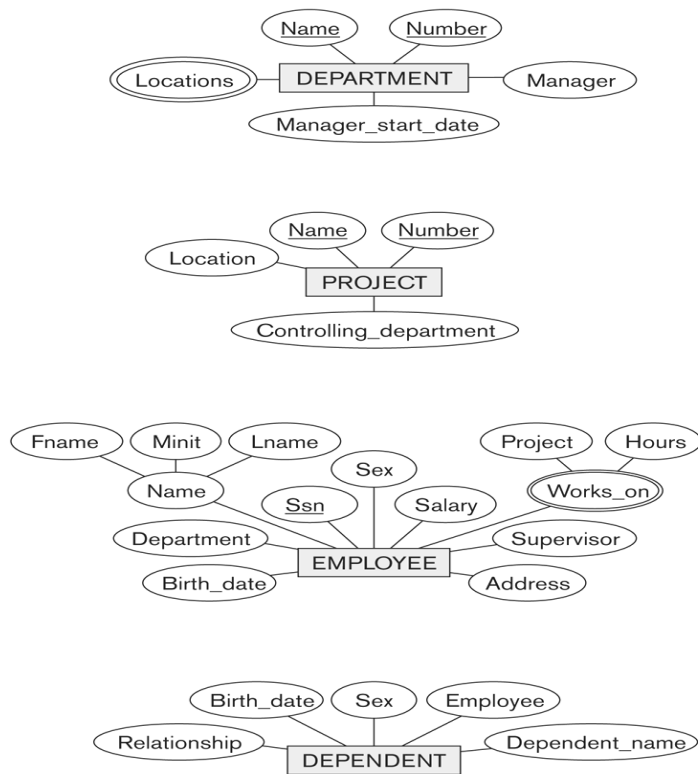 Name Number
Locations DEPARTMENT Manager
Manager_start_date
Name Number
Location
PROJECT
Controlling_department
Fname Minit Lname Project Hours
Sex
Name Works_on
Ssn Salary
Department Supervisor
EMPLOYEE
Birth_date Address
Birth_date Sex Employee
Relationship Dependent_name
DEPENDENT